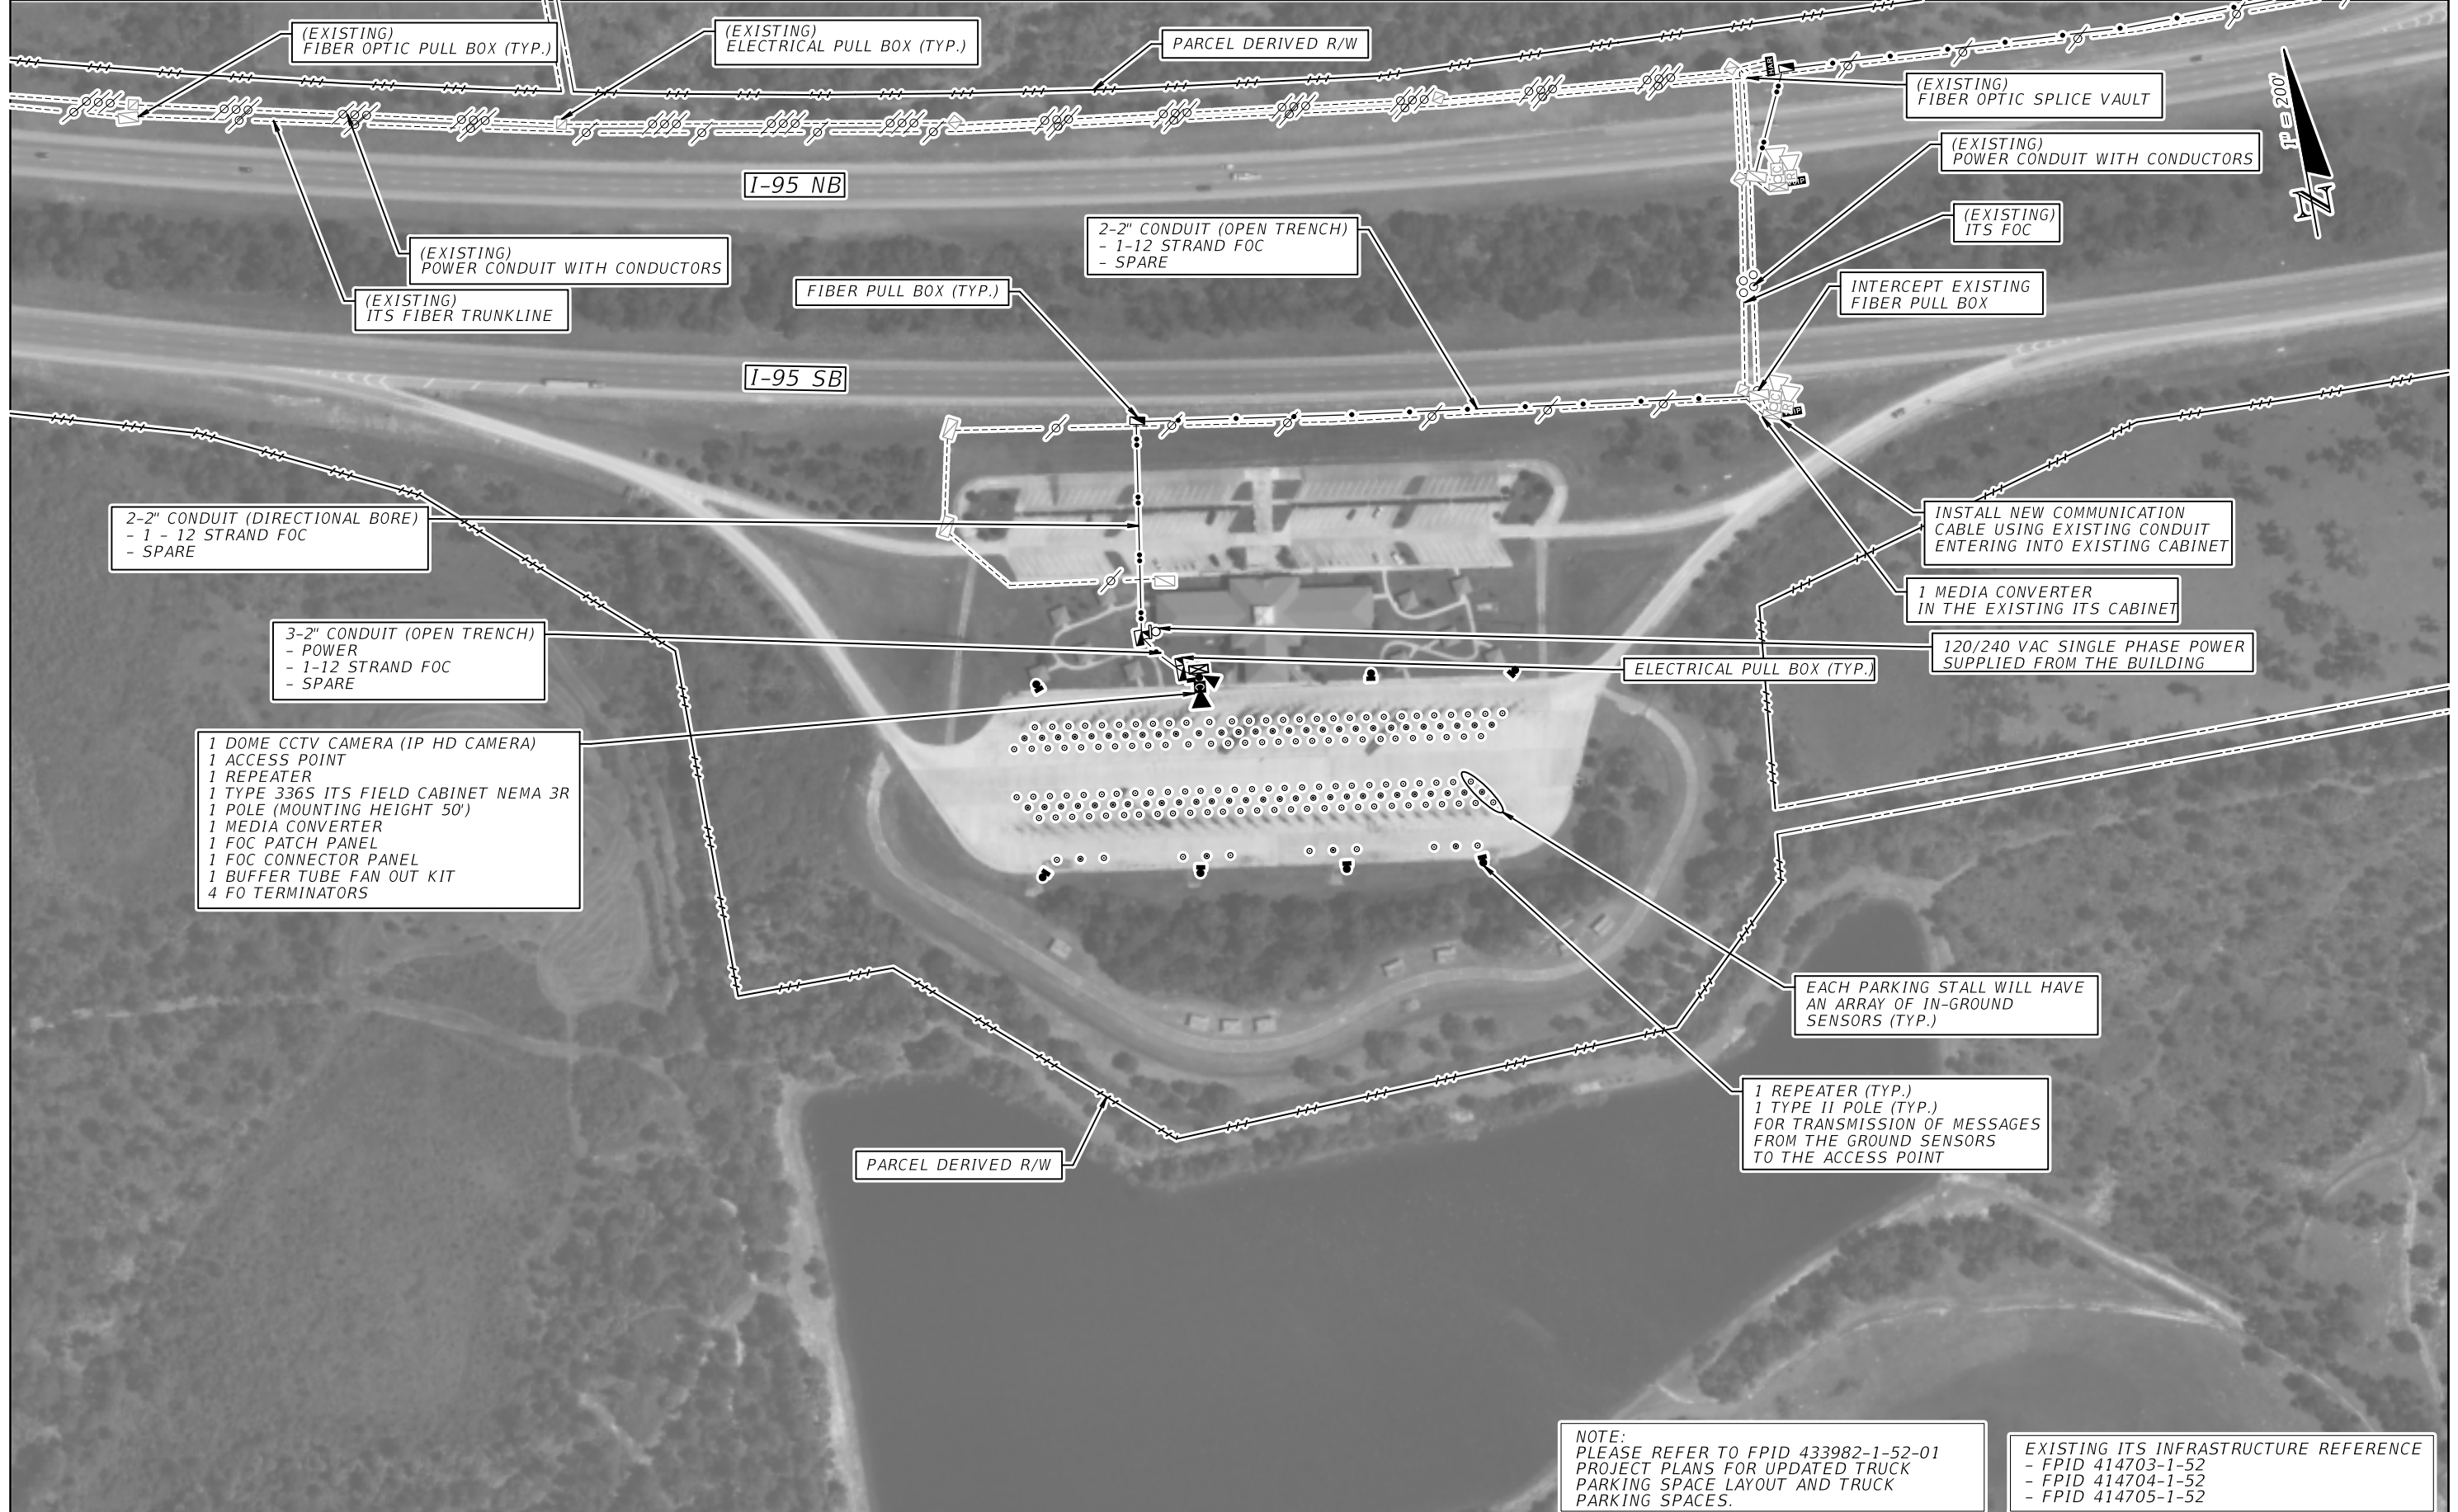 (EXISTING)
FIBER OPTIC PULL BOX (TYP.)
(EXISTING)
ELECTRICAL PULL BOX (TYP.)
PARCEL DERIVED R/W
HAR
(EXISTING)
FIBER OPTIC SPLICE VAULT
1" = 200'
N
(EXISTING)
POWER CONDUIT WITH CONDUCTORS
I-95 NB
(EXISTING)
ITS FOC
2-2" CONDUIT (OPEN TRENCH)
- 1-12 STRAND FOC
- SPARE
(EXISTING)
POWER CONDUIT WITH CONDUCTORS
(EXISTING)
ITS FIBER TRUNKLINE
FIBER PULL BOX (TYP.)
INTERCEPT EXISTING
FIBER PULL BOX
I-95 SB
2-2" CONDUIT (DIRECTIONAL BORE)
- 1 - 12 STRAND FOC
- SPARE
INSTALL NEW COMMUNICATION
CABLE USING EXISTING CONDUIT
ENTERING INTO EXISTING CABINET
1 MEDIA CONVERTER
IN THE EXISTING ITS CABINET
3-2" CONDUIT (OPEN TRENCH)
- POWER
- 1-12 STRAND FOC
- SPARE
120/240 VAC SINGLE PHASE POWER
SUPPLIED FROM THE BUILDING
ELECTRICAL PULL BOX (TYP.)
1 DOME CCTV CAMERA (IP HD CAMERA)
1 ACCESS POINT
1 REPEATER
1 TYPE 336S ITS FIELD CABINET NEMA 3R
1 POLE (MOUNTING HEIGHT 50')
1 MEDIA CONVERTER
1 FOC PATCH PANEL
1 FOC CONNECTOR PANEL
1 BUFFER TUBE FAN OUT KIT
4 FO TERMINATORS
EACH PARKING STALL WILL HAVE
AN ARRAY OF IN-GROUND
SENSORS (TYP.)
1 REPEATER (TYP.)
1 TYPE II POLE (TYP.)
FOR TRANSMISSION OF MESSAGES
FROM THE GROUND SENSORS
TO THE ACCESS POINT
PARCEL DERIVED R/W
NOTE:
PLEASE REFER TO FPID 433982-1-52-01
PROJECT PLANS FOR UPDATED TRUCK
PARKING SPACE LAYOUT AND TRUCK
PARKING SPACES.
EXISTING ITS INFRASTRUCTURE REFERENCE
- FPID 414703-1-52
- FPID 414704-1-52
- FPID 414705-1-52